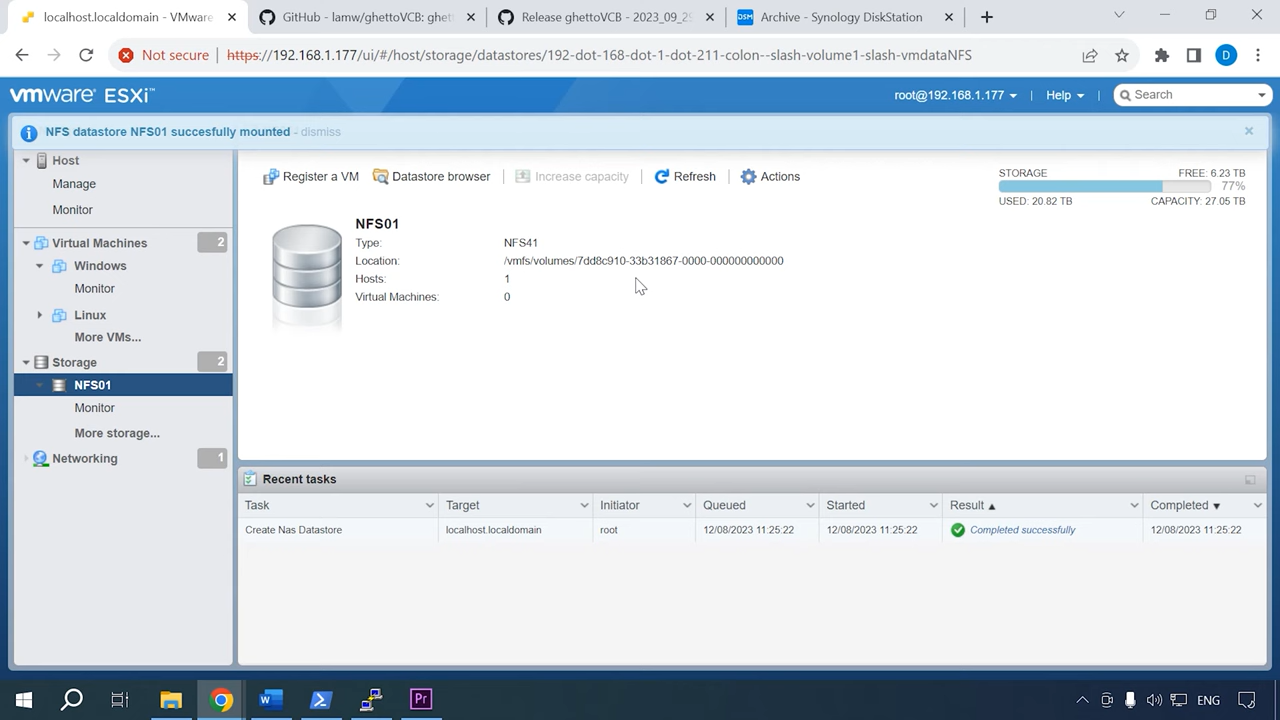 localhost.localdomain - VMware
GitHub - lamw/ghettoVCB: ghet
Release ghettoVCB - 2023_09_25
Archive - Synology DiskStation
Not secure
https://192.168.1.177/ui/#/host/storage/datastores/192-dot-168-dot-1-dot-211-colon--slash-volume1-slash-vmdataNFS
D
vmware® ESXi™
root@192.168.1.177
Help
Search
NFS datastore NFS01 succesfully mounted - dismiss
Host
Manage
Monitor
Virtual Machines 2
Windows
Monitor
Linux
More VMs...
Storage 2
NFS01
Monitor
More storage...
Networking 1
Register a VM
Datastore browser
Increase capacity
Refresh
Actions
STORAGE FREE: 6.23 TB
77%
USED: 20.82 TB CAPACITY: 27.05 TB
NFS01
Type: NFS41
Location: /vmfs/volumes/7dd8c910-33b31867-0000-000000000000
Hosts: 1
Virtual Machines: 0
Recent tasks
Task Target Initiator Queued Started Result Completed
Create Nas Datastore localhost.localdomain root 12/08/2023 11:25:22 12/08/2023 11:25:22 Completed successfully 12/08/2023 11:25:22
ENG